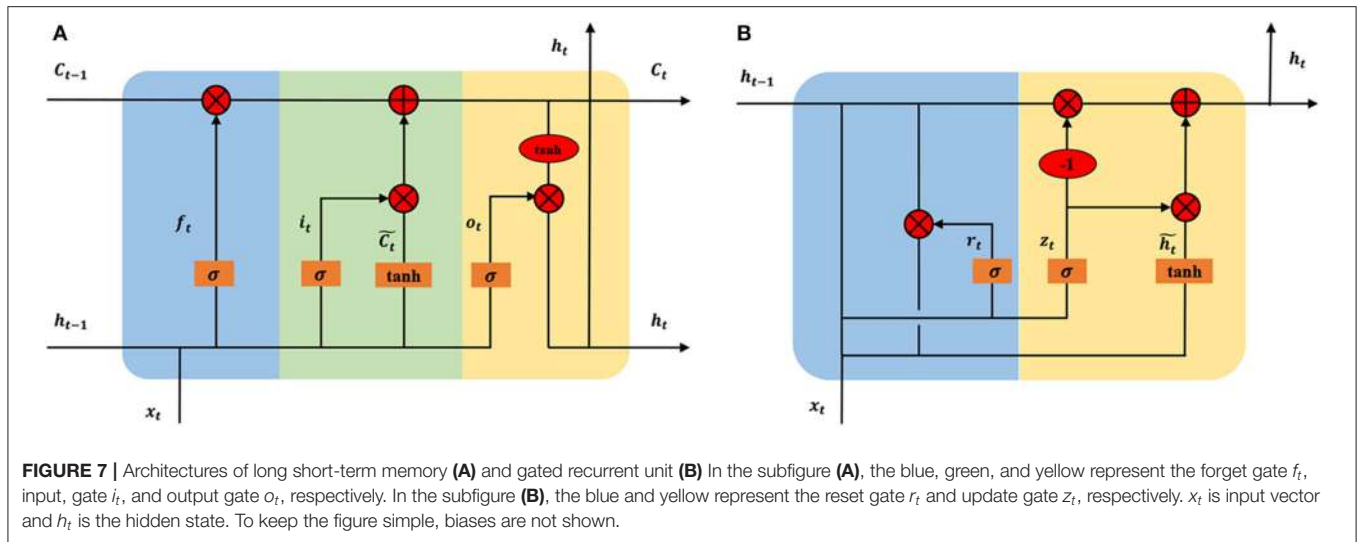 A
h_t
C_{t-1}
C_t
tanh
f_t
i_t
\widetilde{C_t}
o_t
σ
σ
tanh
σ
h_{t-1}
h_t
x_t
B
h_t
h_{t-1}
-1
r_t
z_t
\widetilde{h_t}
σ
σ
tanh
x_t
FIGURE 7 | Architectures of long short-term memory (A) and gated recurrent unit (B) In the subfigure (A), the blue, green, and yellow represent the forget gate f_t,
input, gate i_t, and output gate o_t, respectively. In the subfigure (B), the blue and yellow represent the reset gate r_t and update gate z_t, respectively. x_t is input vector
and h_t is the hidden state. To keep the figure simple, biases are not shown.